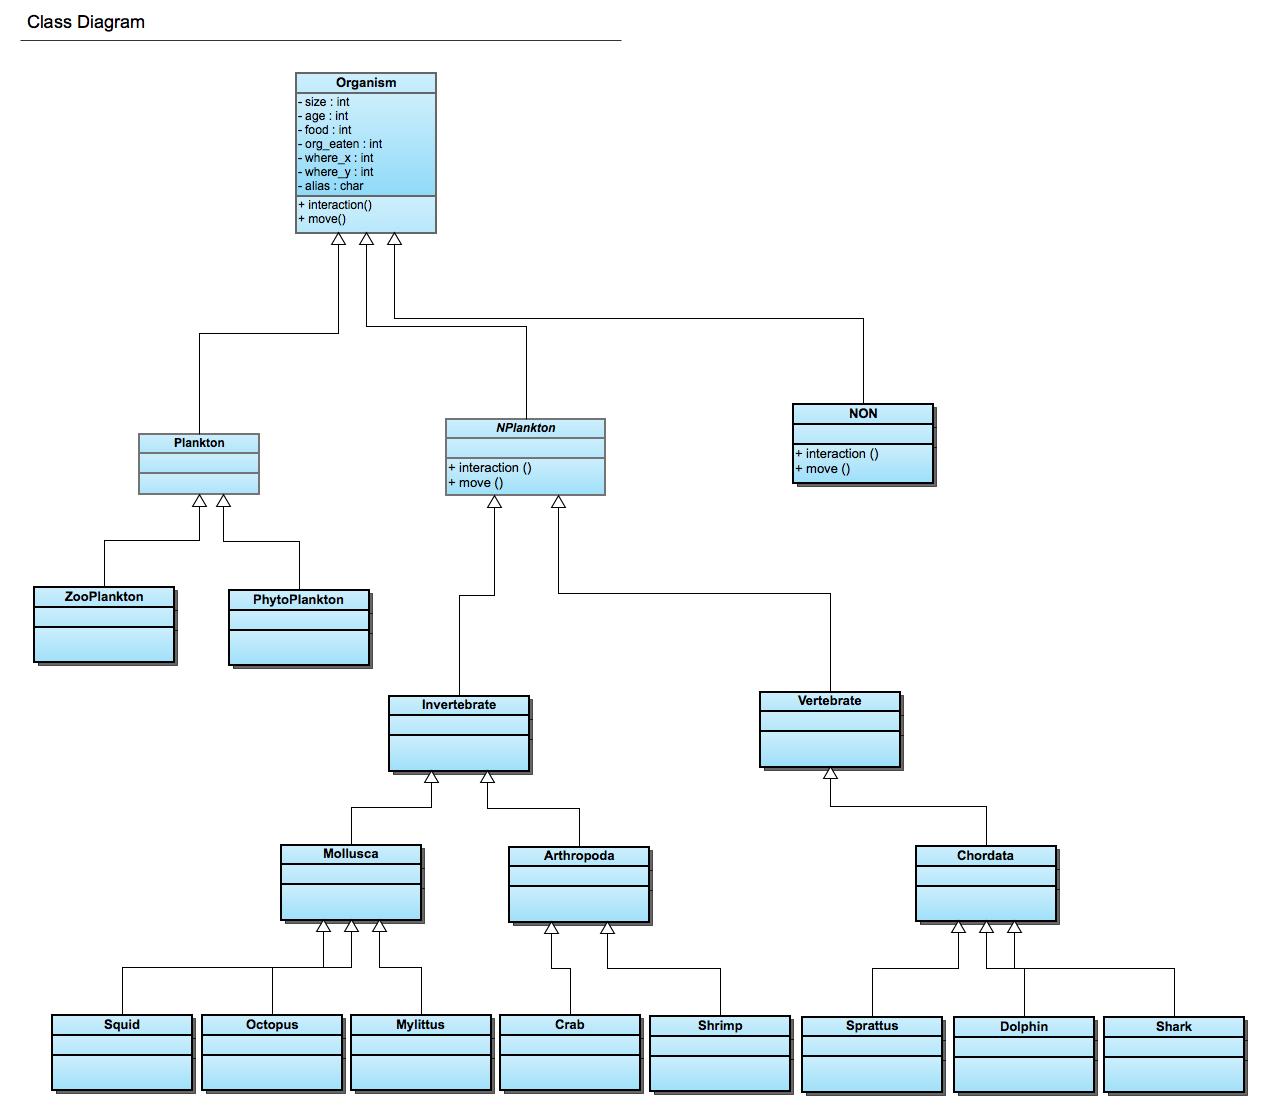 Class Diagram
Organism
- size : int
- age : int
- food : int
- org_eaten : int
- where_x : int
- where_y : int
- alias : char
+ interaction()
+ move()
Plankton
NPlankton
+ interaction ()
+ move ()
NON
+ interaction ()
+ move ()
ZooPlankton
PhytoPlankton
Invertebrate
Vertebrate
Mollusca
Arthropoda
Chordata
Squid
Octopus
Mylittus
Crab
Shrimp
Sprattus
Dolphin
Shark